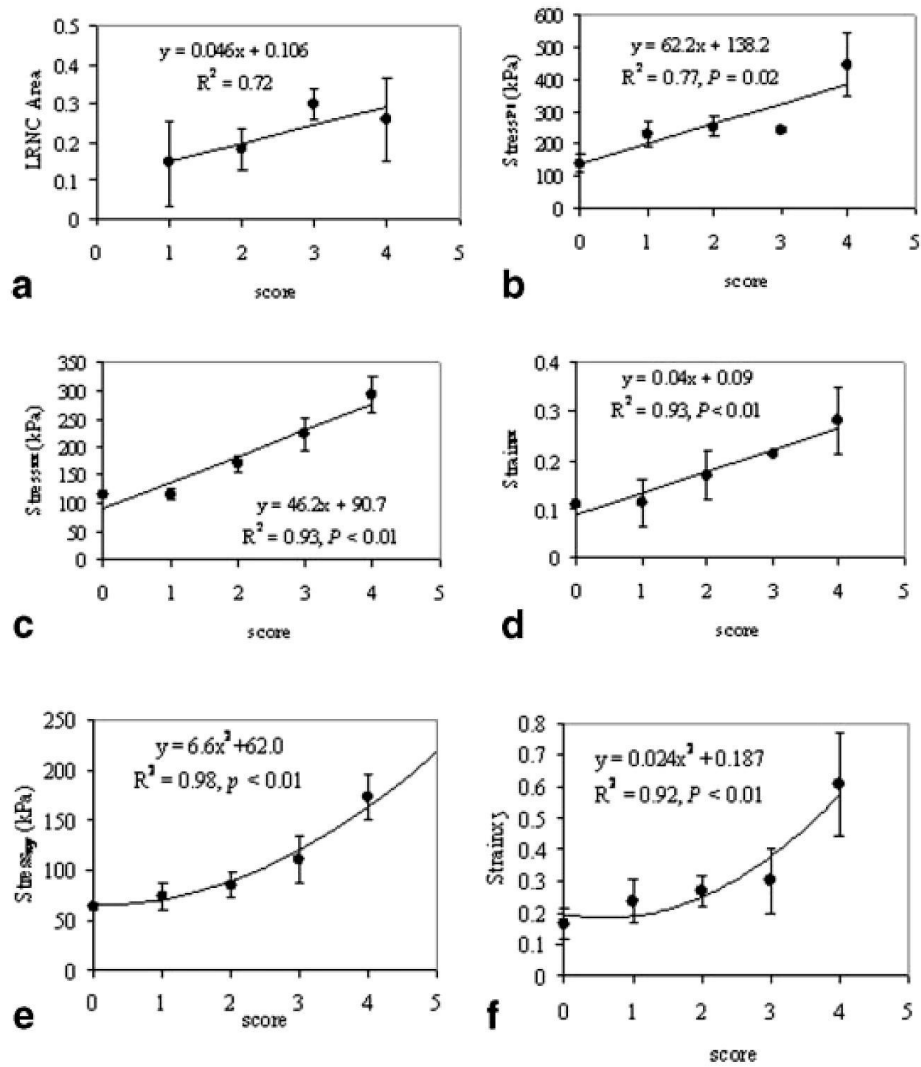 0.5
0.4
0.3
0.2
0.1
0
LRNC Area
y = 0.046x + 0.106
R² = 0.72
0 1 2 3 4 5
score
a
600
500
400
300
200
100
0
(kPa)
y = 62.2x + 138.2
R² = 0.77, P = 0.02
0 1 2 3 4 5
score
b
350
300
250
200
150
100
50
0
Stressxx (kPa)
y = 46.2x + 90.7
R² = 0.93, P < 0.01
0 1 2 3 4 5
score
c
0.4
0.3
0.2
0.1
0
y = 0.04x + 0.09
R² = 0.93, P < 0.01
0 1 2 3 4 5
score
d
250
200
150
100
50
0
Stressxy (kPa)
y = 6.6x²+62.0
R² = 0.98, p < 0.01
0 1 2 3 4 5
score
e
0.8
0.7
0.6
0.5
0.4
0.3
0.2
0.1
0
y = 0.024x² + 0.187
R² = 0.92, P < 0.01
0 1 2 3 4 5
score
f